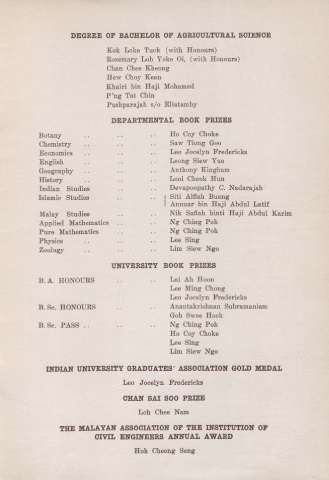 DEGREE OF BACHELOR OF AGRICULTURAL SCIENCE
Kek Loke Tuck (with Honours)
Rosemary Loh Yoke Oi, (with Honours)
Chan Chee Kheong
Hew Choy Kean
Khairi bin Haji Mohamed
P'ng Tat Chin
Pushparajah s/o Eliatamby
DEPARTMENTAL BOOK PRIZES
Botany .. .. .. Ho Coy Choke
Chemistry .. .. .. Saw Tiong Goo
Economics .. .. .. Leo Jocelyn Fredericks
English .. .. .. Leong Siew Yue
Geography .. .. .. Anthony Kingham
History .. .. .. Looi Cheok Hun
Indian Studies .. .. Devapoopathy C. Nadarajah
Islamic Studies .. .. { Siti Alfiah Buang
Annuar bin Haji Abdul Latif
Malay Studies .. .. Nik Safiah binti Haji Abdul Karim
Applied Mathematics .. .. Ng Ching Poh
Pure Mathematics .. .. Ng Ching Poh
Physics .. .. .. Lee Sing
Zoology .. .. .. Lim Siew Ngo
UNIVERSITY BOOK PRIZES
B. A. HONOURS .. .. Lai Ah Hoon
Lee Ming Chong
Leo Jocelyn Fredericks
B. Sc. HONOURS .. .. Anantakrishnan Subramaniam
Goh Swee Hock
B. Sc. PASS .. .. .. Ng Ching Poh
Ho Coy Choke
Lee Sing
Lim Siew Ngo
INDIAN UNIVERSITY GRADUATES' ASSOCIATION GOLD MEDAL
Leo Jocelyn Fredericks
CHAN SAI SOO PRIZE
Loh Chee Nam
THE MALAYAN ASSOCIATION OF THE INSTITUTION OF
CIVIL ENGINEERS ANNUAL AWARD
Hoh Cheong Seng